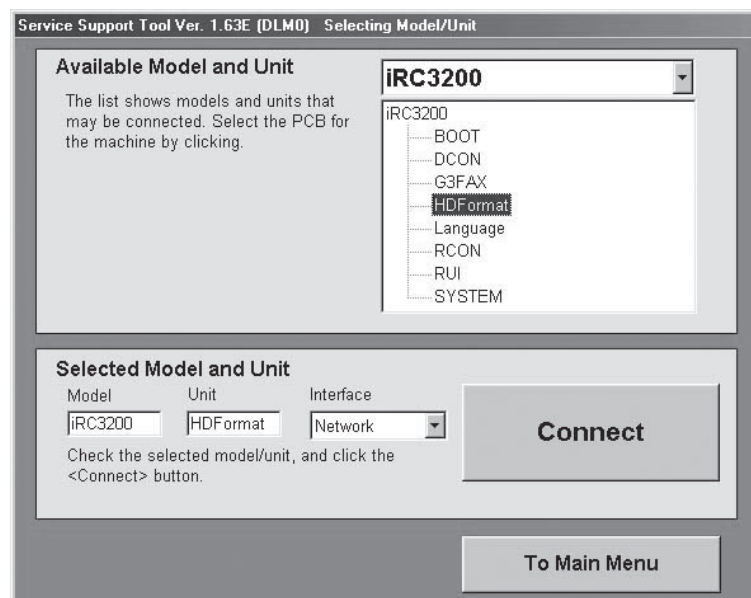 Service Support Tool Ver. 1.63E (DLM0) Selecting Model/Unit
Available Model and Unit
The list shows models and units that
may be connected. Select the PCB for
the machine by clicking.
iRC3200
iRC3200
BOOT
DCON
G3FAX
HDFormat
Language
RCON
RUI
SYSTEM
Selected Model and Unit
Model Unit Interface
iRC3200 HDFormat Network
Check the selected model/unit, and click the
<Connect> button.
Connect
To Main Menu